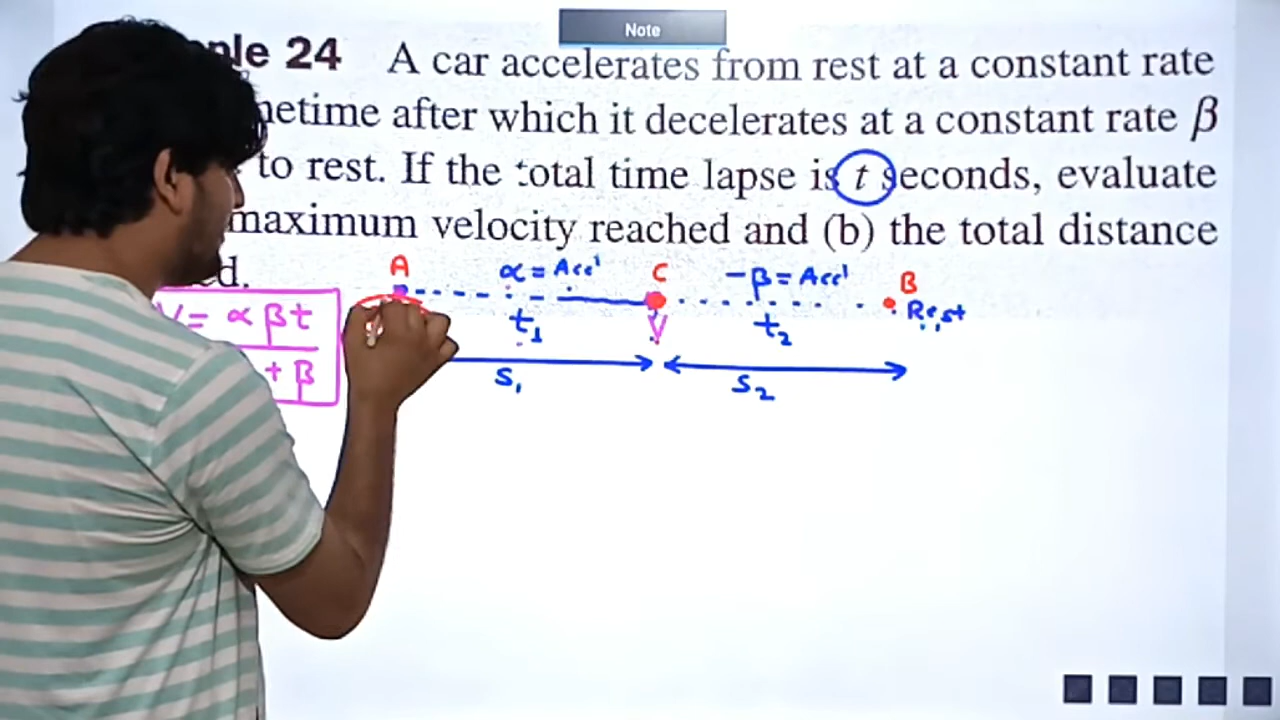 Note
24 A car accelerates from rest at a constant rate
after which it decelerates at a constant rate β
to rest. If the total time lapse is t seconds, evaluate
maximum velocity reached and (b) the total distance
A α = Acc' C -β = Acc' B
t₁ V t₂ Rest
S₁ S₂
V = αβt
+ β